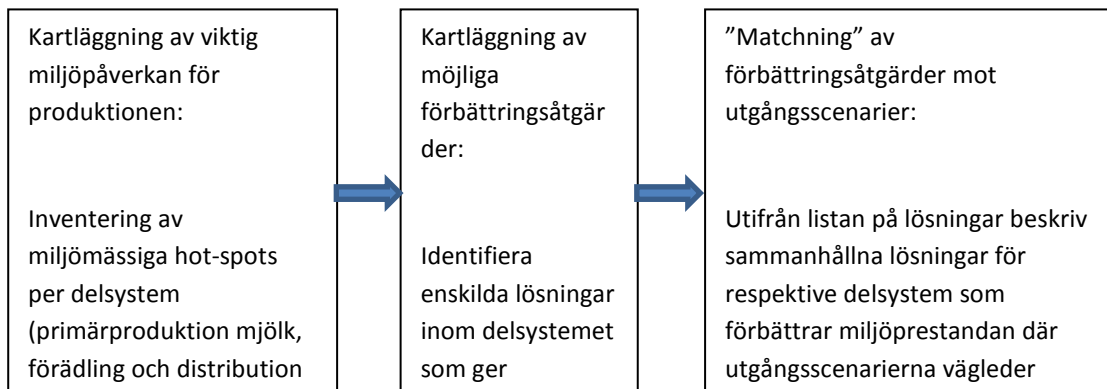 Kartläggning av viktig
miljöpåverkan för
produktionen:
Inventering av
miljömässiga hot-spots
per delsystem
(primärproduktion mjölk,
förädling och distribution
Kartläggning av
möjliga
förbättringsåtgär
der:
Identifiera
enskilda lösningar
inom delsystemet
som ger
”Matchning” av
förbättringsåtgärder mot
utgångsscenarier:
Utifrån listan på lösningar beskriv
sammanhållna lösningar för
respektive delsystem som
förbättrar miljöprestandan där
utgångsscenarierna vägleder